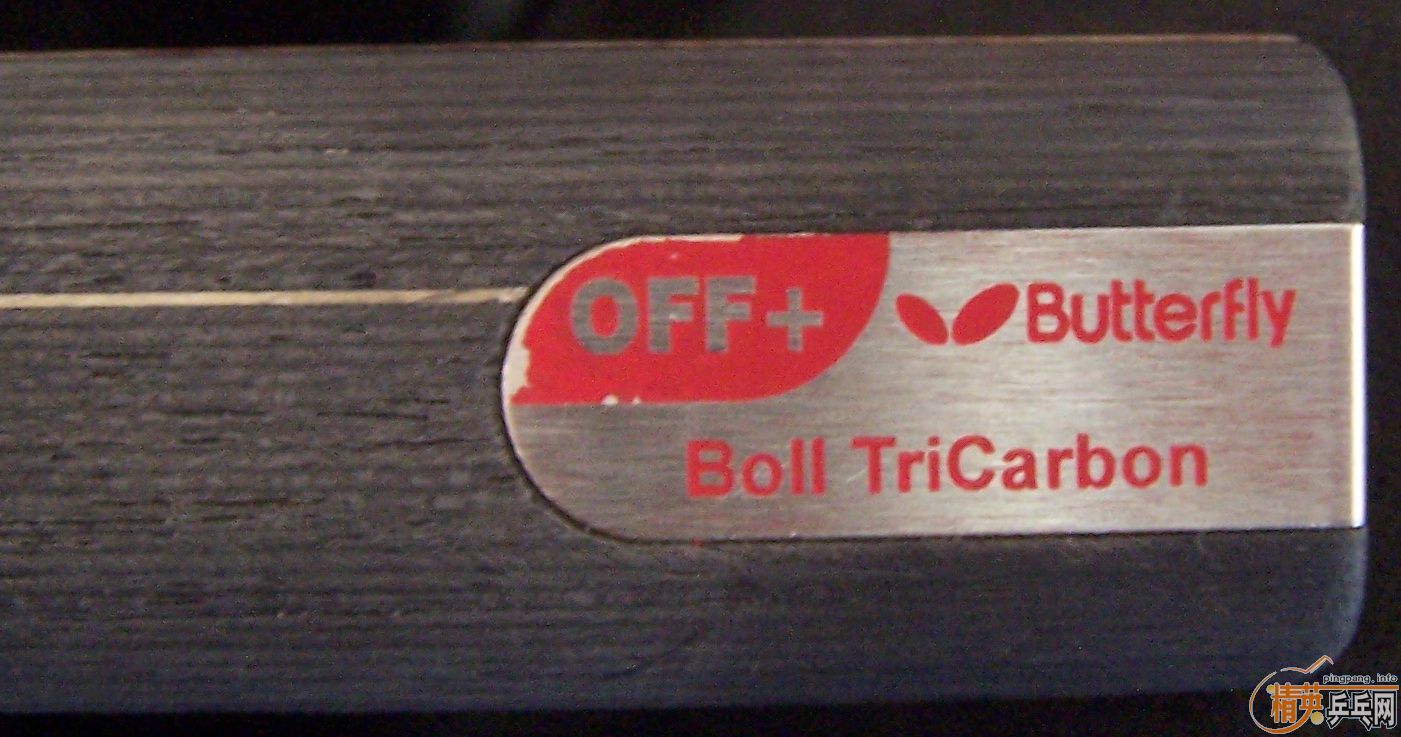 OFF+
Butterfly
Boll TriCarbon
pingpang.info
精英乒乓网